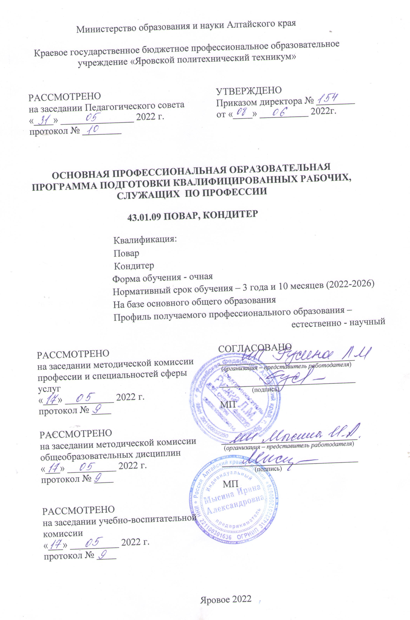 Министерство образования и науки Алтайского края
Краевое государственное бюджетное профессиональное образовательное
учреждение «Яровской политехнический техникум»
РАССМОТРЕНО
на заседании Педагогического совета
«31» 05 2022 г.
протокол № 10
УТВЕРЖДЕНО
Приказом директора № 154
от «08» 06 2022г.
ОСНОВНАЯ ПРОФЕССИОНАЛЬНАЯ ОБРАЗОВАТЕЛЬНАЯ
ПРОГРАММА ПОДГОТОВКИ КВАЛИФИЦИРОВАННЫХ РАБОЧИХ,
СЛУЖАЩИХ ПО ПРОФЕССИИ
43.01.09 ПОВАР, КОНДИТЕР
Квалификация:
Повар
Кондитер
Форма обучения - очная
Нормативный срок обучения – 3 года и 10 месяцев (2022-2026)
На базе основного общего образования
Профиль получаемого профессионального образования –
естественно - научный
РАССМОТРЕНО
на заседании методической комиссии
профессии и специальностей сферы
услуг
«17» 05 2022 г.
протокол № 9
СОГЛАСОВАНО
(организация – представитель работодателя)
(подпись)
МП
РАССМОТРЕНО
на заседании методической комиссии
общеобразовательных дисциплин
«17» 05 2022 г.
протокол № 9
ИП Мысина И.А.
(организация – представитель работодателя)
(подпись)
МП
Мысина Ирина
Александровна
РАССМОТРЕНО
на заседании учебно-воспитательной
комиссии
«17» 05 2022 г.
протокол № 9
Яровое 2022